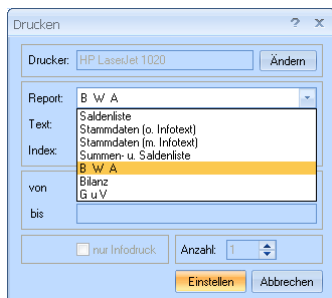 Drucken
Drucker: HP LaserJet 1020 Ändern
Report: B W A
Text: Saldenliste
Stammdaten (o. Infotext)
Index: Stammdaten (m. Infotext)
Summen- u. Saldenliste
B W A
von Bilanz
G u V
bis
nur Infodruck Anzahl: 1
Einstellen Abbrechen